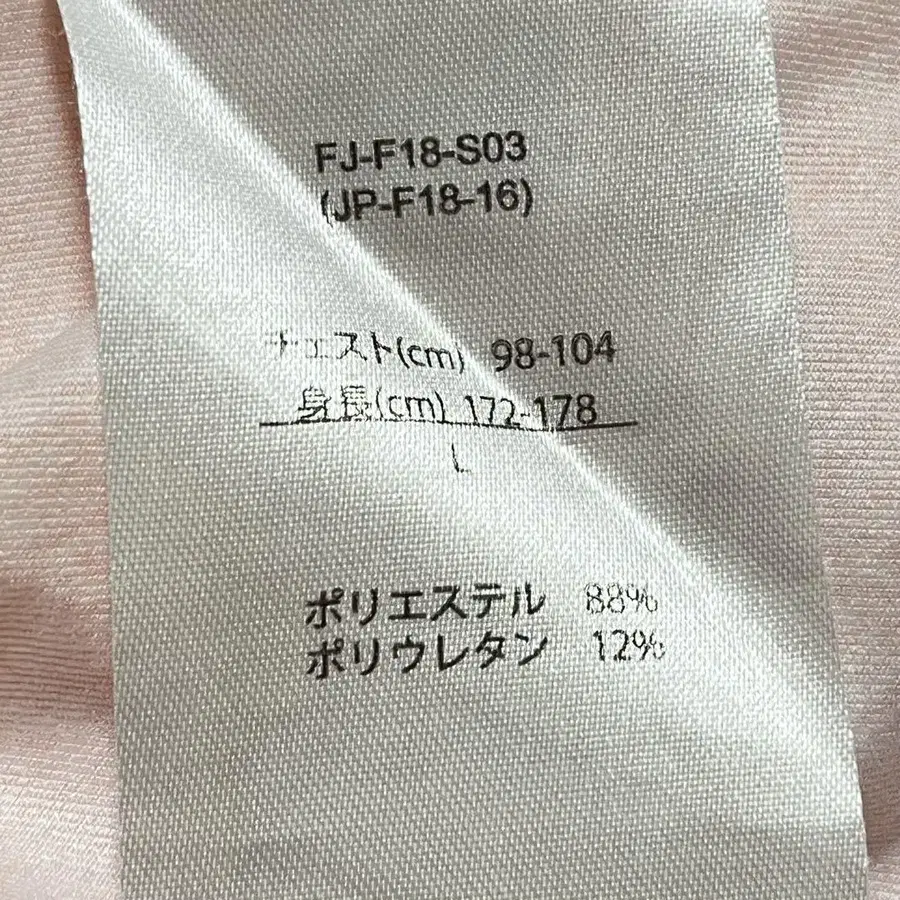 FJ-F18-S03
(JP-F18-16)
チェスト(cm) 98-104
身長(cm) 172-178
L
ポリエステル 88%
ポリウレタン 12%